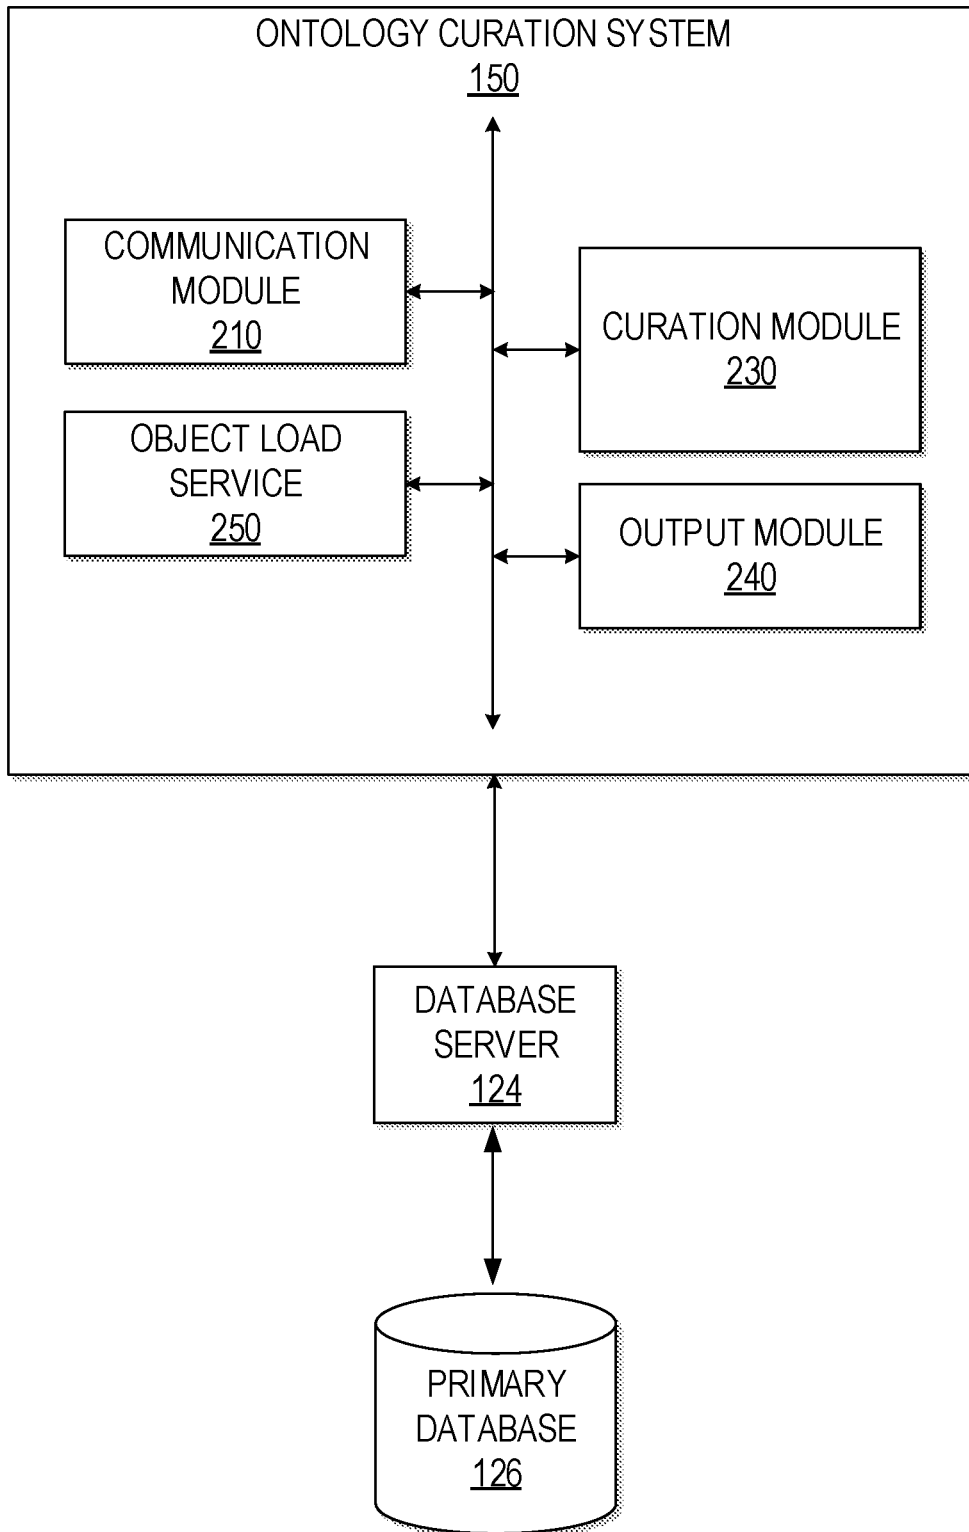 ONTOLOGY CURATION SYSTEM
150
COMMUNICATION
MODULE
210
CURATION MODULE
230
OBJECT LOAD
SERVICE
250
OUTPUT MODULE
240
DATABASE
SERVER
124
PRIMARY
DATABASE
126